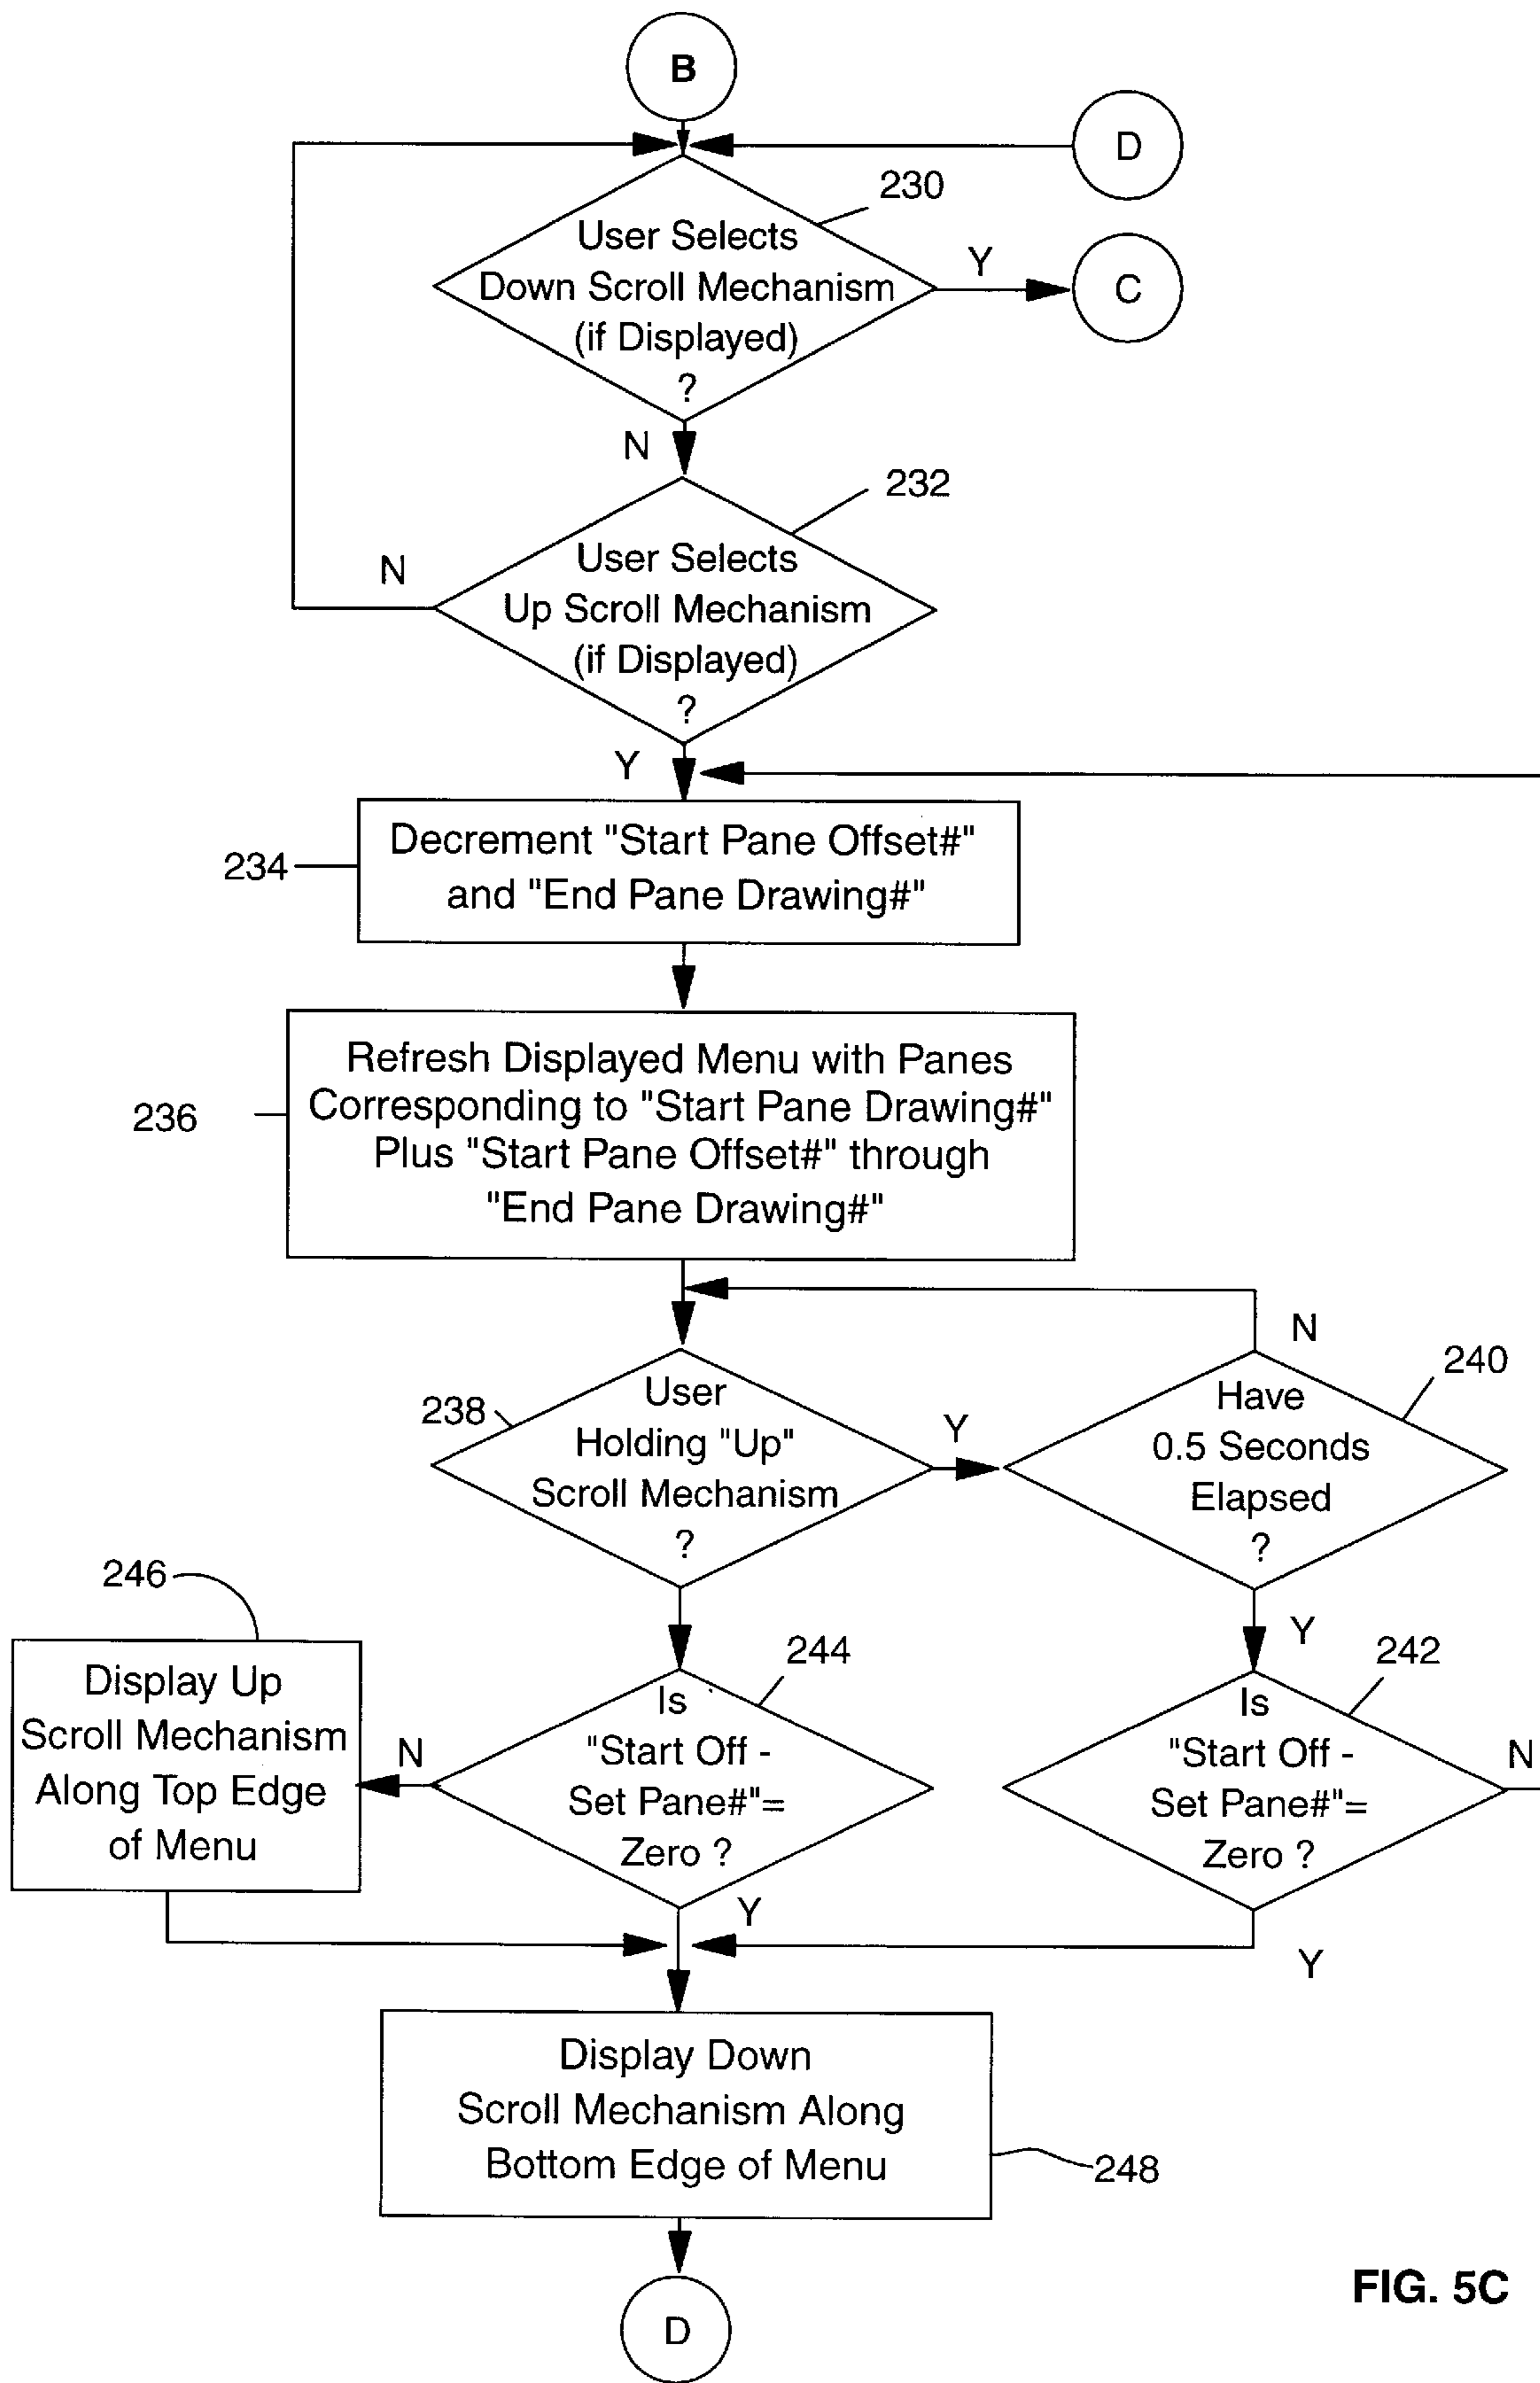 B
D
230
User Selects
Down Scroll Mechanism
(if Displayed)
?
Y
C
N
232
User Selects
Up Scroll Mechanism
(if Displayed)
?
N
Y
234
Decrement "Start Pane Offset#"
and "End Pane Drawing#"
236
Refresh Displayed Menu with Panes
Corresponding to "Start Pane Drawing#"
Plus "Start Pane Offset#" through
"End Pane Drawing#"
238
User
Holding "Up"
Scroll Mechanism
?
Y
N
240
Have
0.5 Seconds
Elapsed
?
Y
246
Display Up
Scroll Mechanism
Along Top Edge
of Menu
N
244
Is
"Start Off -
Set Pane#"=
Zero ?
Y
242
Is
"Start Off -
Set Pane#"=
Zero ?
N
Y
Display Down
Scroll Mechanism Along
Bottom Edge of Menu
248
D
FIG. 5C